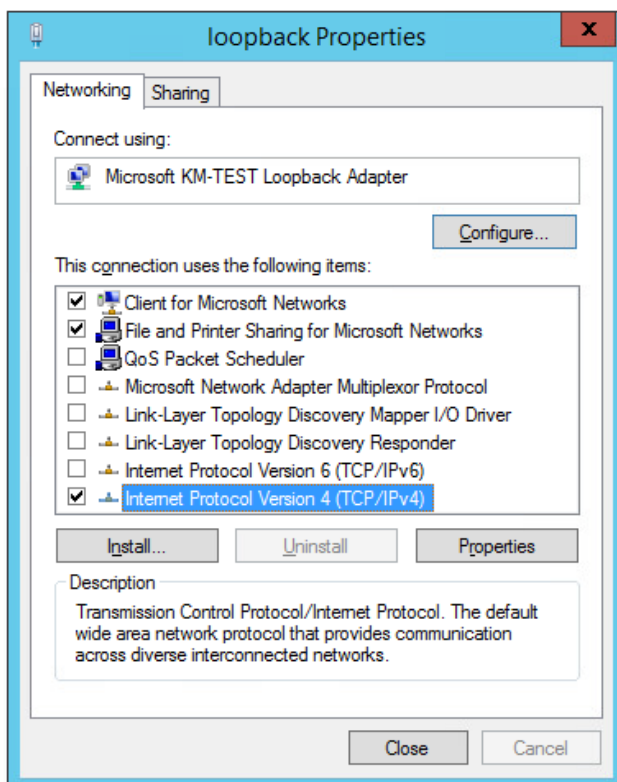 loopback Properties
x
Networking
Sharing
Connect using:
Microsoft KM-TEST Loopback Adapter
Configure...
This connection uses the following items:
Client for Microsoft Networks
File and Printer Sharing for Microsoft Networks
QoS Packet Scheduler
Microsoft Network Adapter Multiplexor Protocol
Link-Layer Topology Discovery Mapper I/O Driver
Link-Layer Topology Discovery Responder
Internet Protocol Version 6 (TCP/IPv6)
Internet Protocol Version 4 (TCP/IPv4)
Install...
Uninstall
Properties
Description
Transmission Control Protocol/Internet Protocol. The default
wide area network protocol that provides communication
across diverse interconnected networks.
Close
Cancel